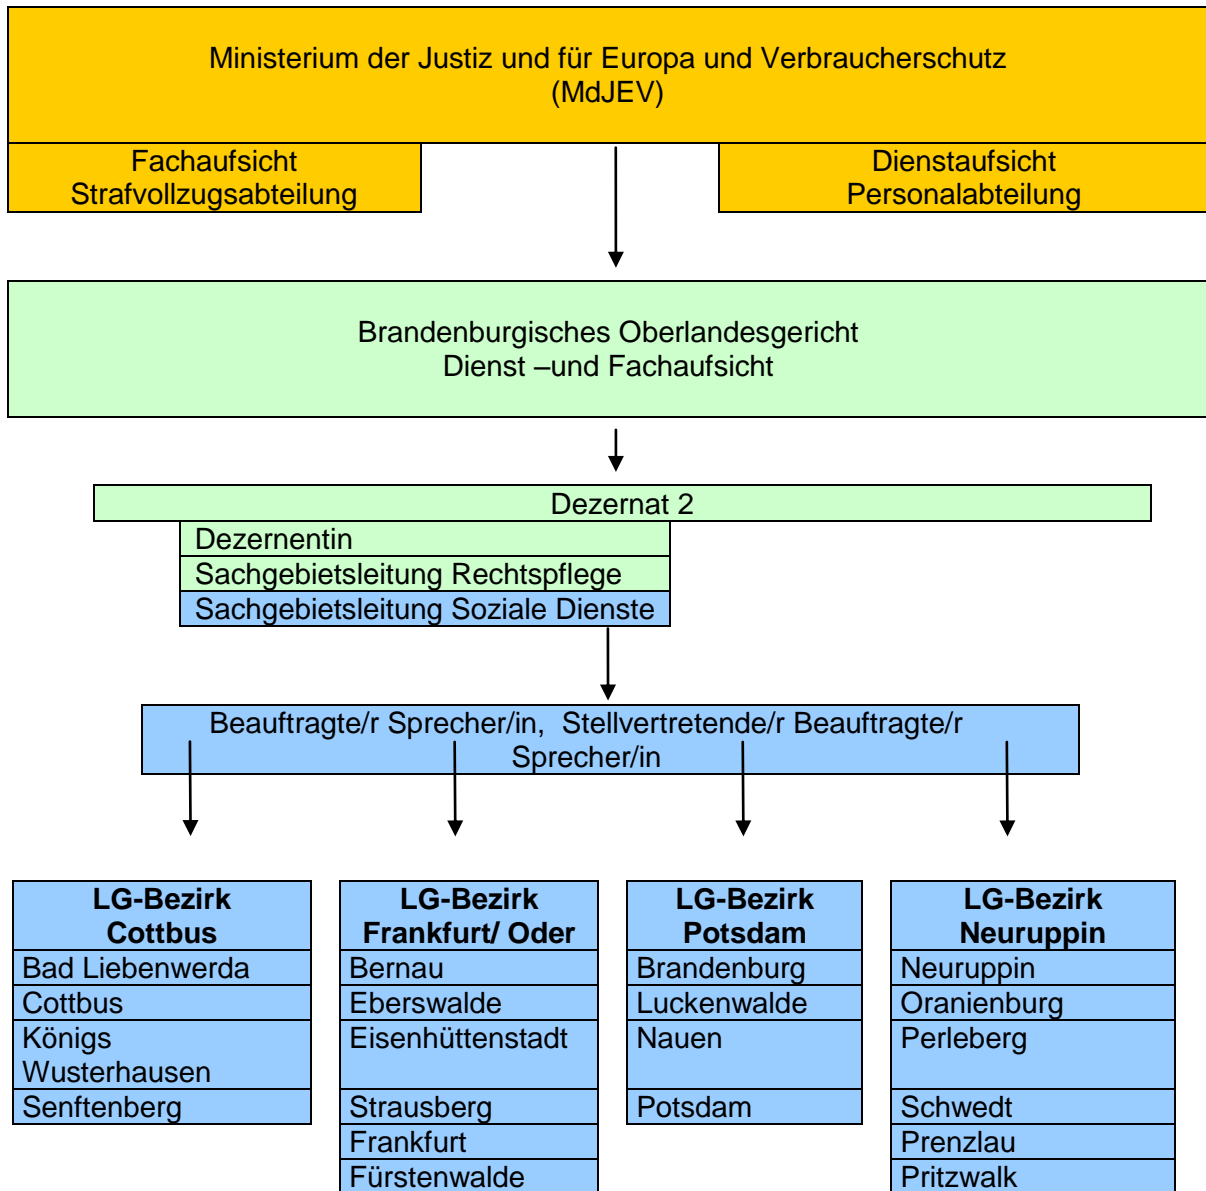 Ministerium der Justiz und für Europa und Verbraucherschutz
(MdJEV)
Fachaufsicht
Strafvollzugsabteilung
Dienstaufsicht
Personalabteilung
Brandenburgisches Oberlandesgericht
Dienst –und Fachaufsicht
Dezernat 2
Dezernentin
Sachgebietsleitung Rechtspflege
Sachgebietsleitung Soziale Dienste
Beauftragte/r Sprecher/in, Stellvertretende/r Beauftragte/r
Sprecher/in
LG-Bezirk
Cottbus
Bad Liebenwerda
Cottbus
Königs
Wusterhausen
Senftenberg
LG-Bezirk
Frankfurt/ Oder
Bernau
Eberswalde
Eisenhüttenstadt
Strausberg
Frankfurt
Fürstenwalde
LG-Bezirk
Potsdam
Brandenburg
Luckenwalde
Nauen
Potsdam
LG-Bezirk
Neuruppin
Neuruppin
Oranienburg
Perleberg
Schwedt
Prenzlau
Pritzwalk